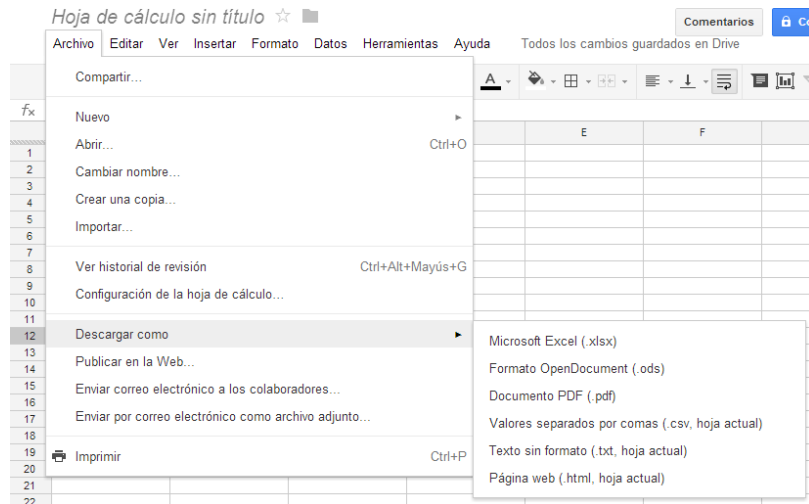 Hoja de cálculo sin título
Comentarios
Archivo Editar Ver Insertar Formato Datos Herramientas Ayuda Todos los cambios guardados en Drive
Compartir...
A
fx
Nuevo
E F
Abrir... Ctrl+O
1
Cambiar nombre...
2
3
Crear una copia...
4
5
Importar...
6
7
Ver historial de revisión Ctrl+Alt+Mayús+G
8
9
Configuración de la hoja de cálculo...
10
11
Descargar como
12
Microsoft Excel (.xlsx)
13
Publicar en la Web...
14
Formato OpenDocument (.ods)
15
Enviar correo electrónico a los colaboradores...
Documento PDF (.pdf)
16
Enviar por correo electrónico como archivo adjunto...
17
Valores separados por comas (.csv, hoja actual)
18
Texto sin formato (.txt, hoja actual)
19
Imprimir Ctrl+P
20
Página web (.html, hoja actual)
21
22